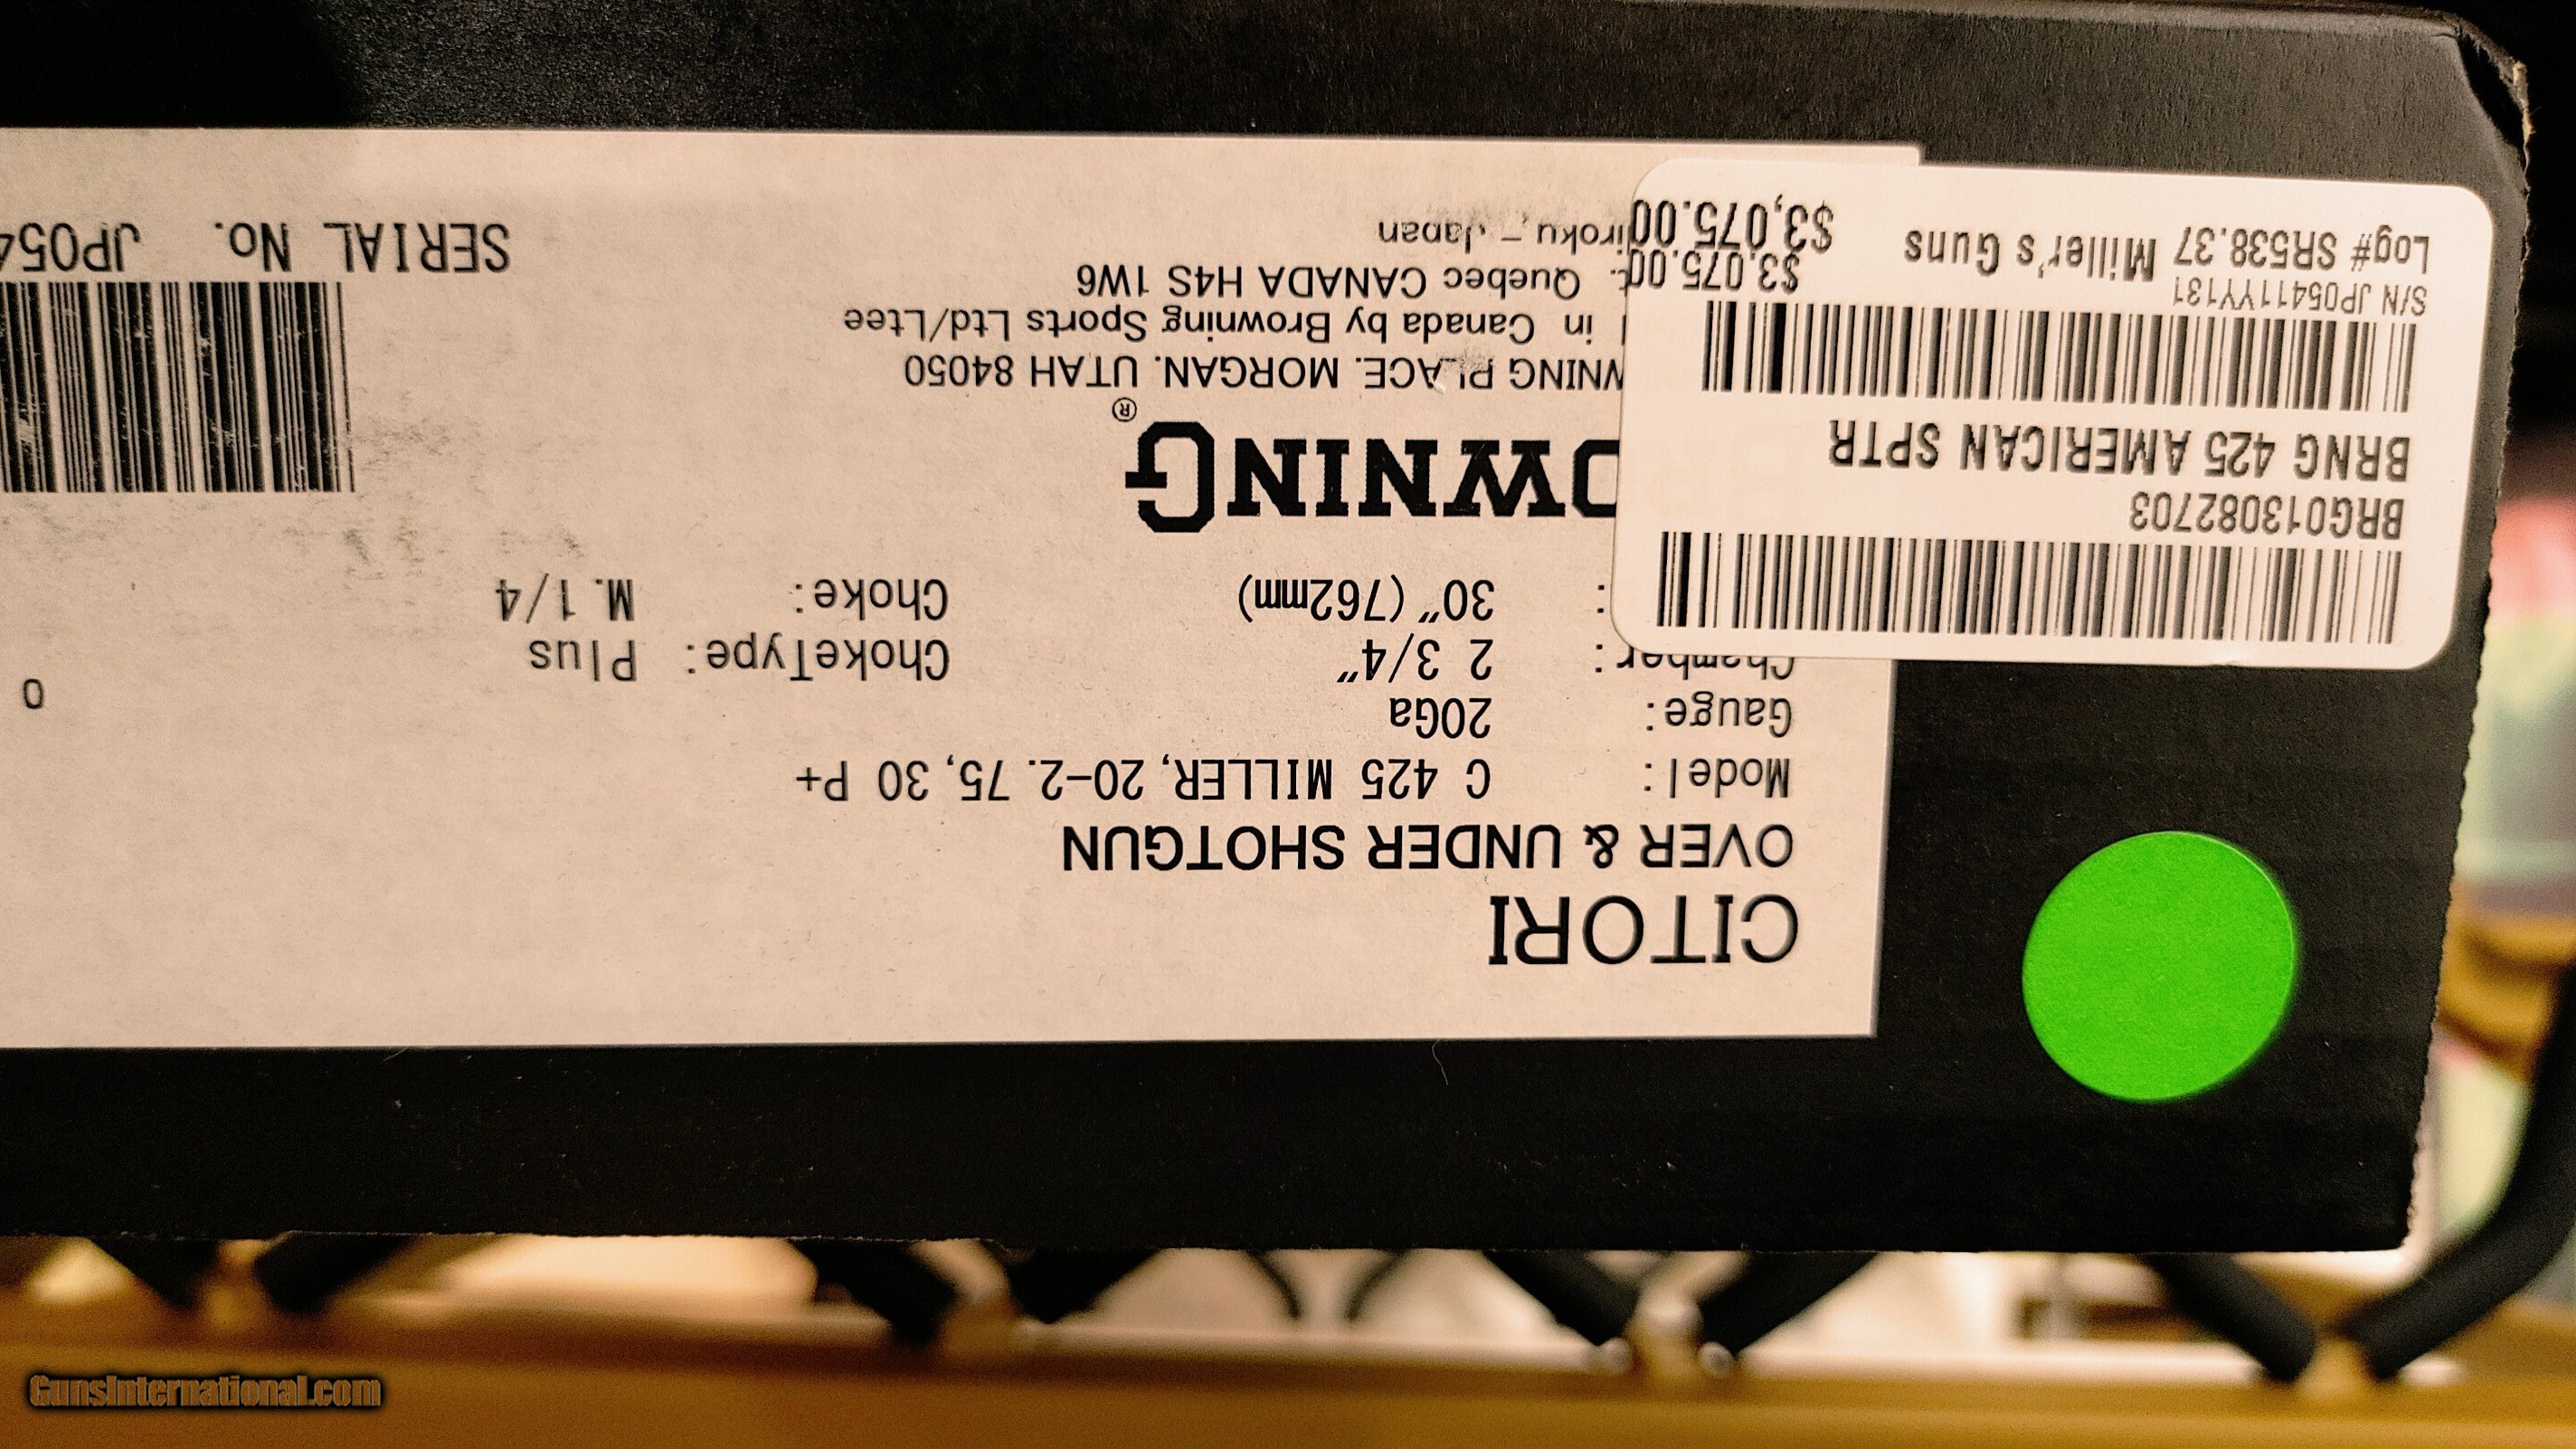 CITORI
OVER & UNDER SHOTGUN
Model: C 425 MILLER, 20-2.75, 30 P+
Gauge: 20Ga
Chamber: 2 3/4" ChokeType: Plus
: 30" (762mm) Choke: M. 1/4
0
OWNING®
WNING PLACE. MORGAN. UTAH 84050
in Canada by Browning Sports Ltd/Ltee
Quebec CANADA H4S 1W6
iroku - Japan
SERIAL No. JP054
BRG013082703
BRNG 425 AMERICAN SPTR
S/N JP05411YY131
$3,075.00
Log# SR538.37 Miller's Guns $3,075.00
GunsInternational.com